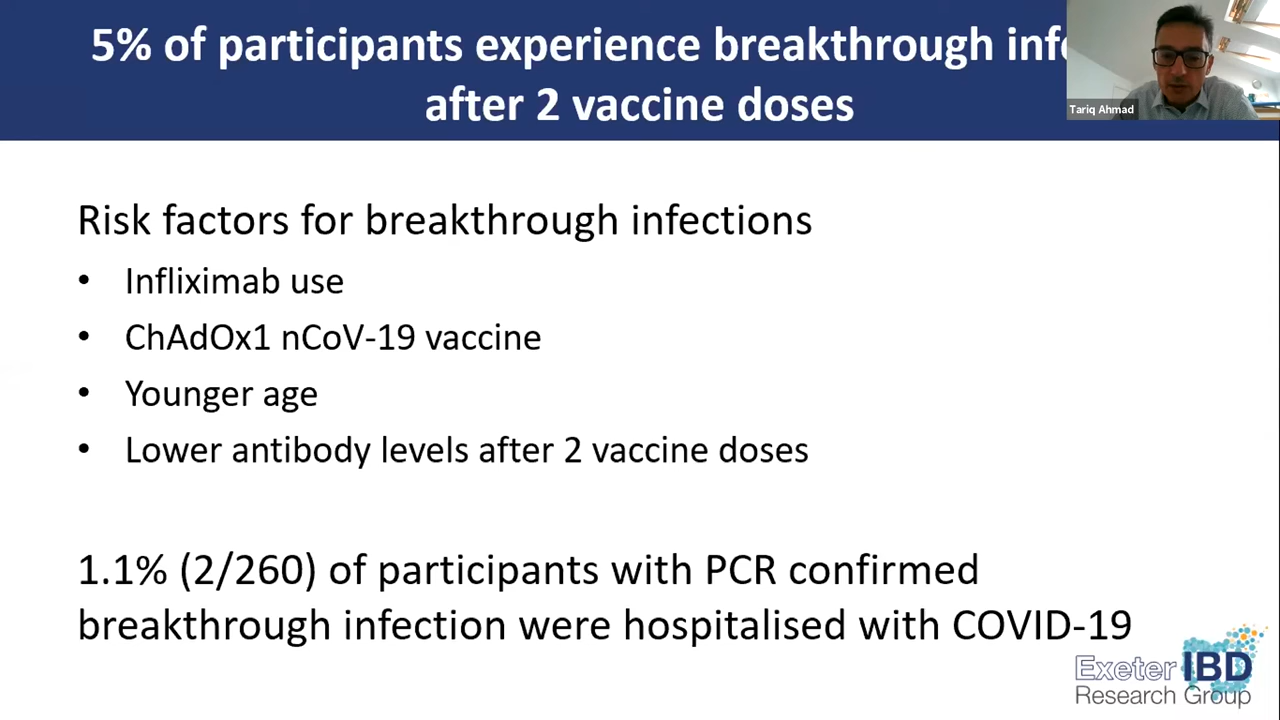 5% of participants experience breakthrough
after 2 vaccine doses
Tariq Ahmad
Risk factors for breakthrough infections
• Infliximab use
• ChAdOx1 nCoV-19 vaccine
• Younger age
• Lower antibody levels after 2 vaccine doses
1.1% (2/260) of participants with PCR confirmed
breakthrough infection were hospitalised with COVID-19
Exeter IBD
Research Group